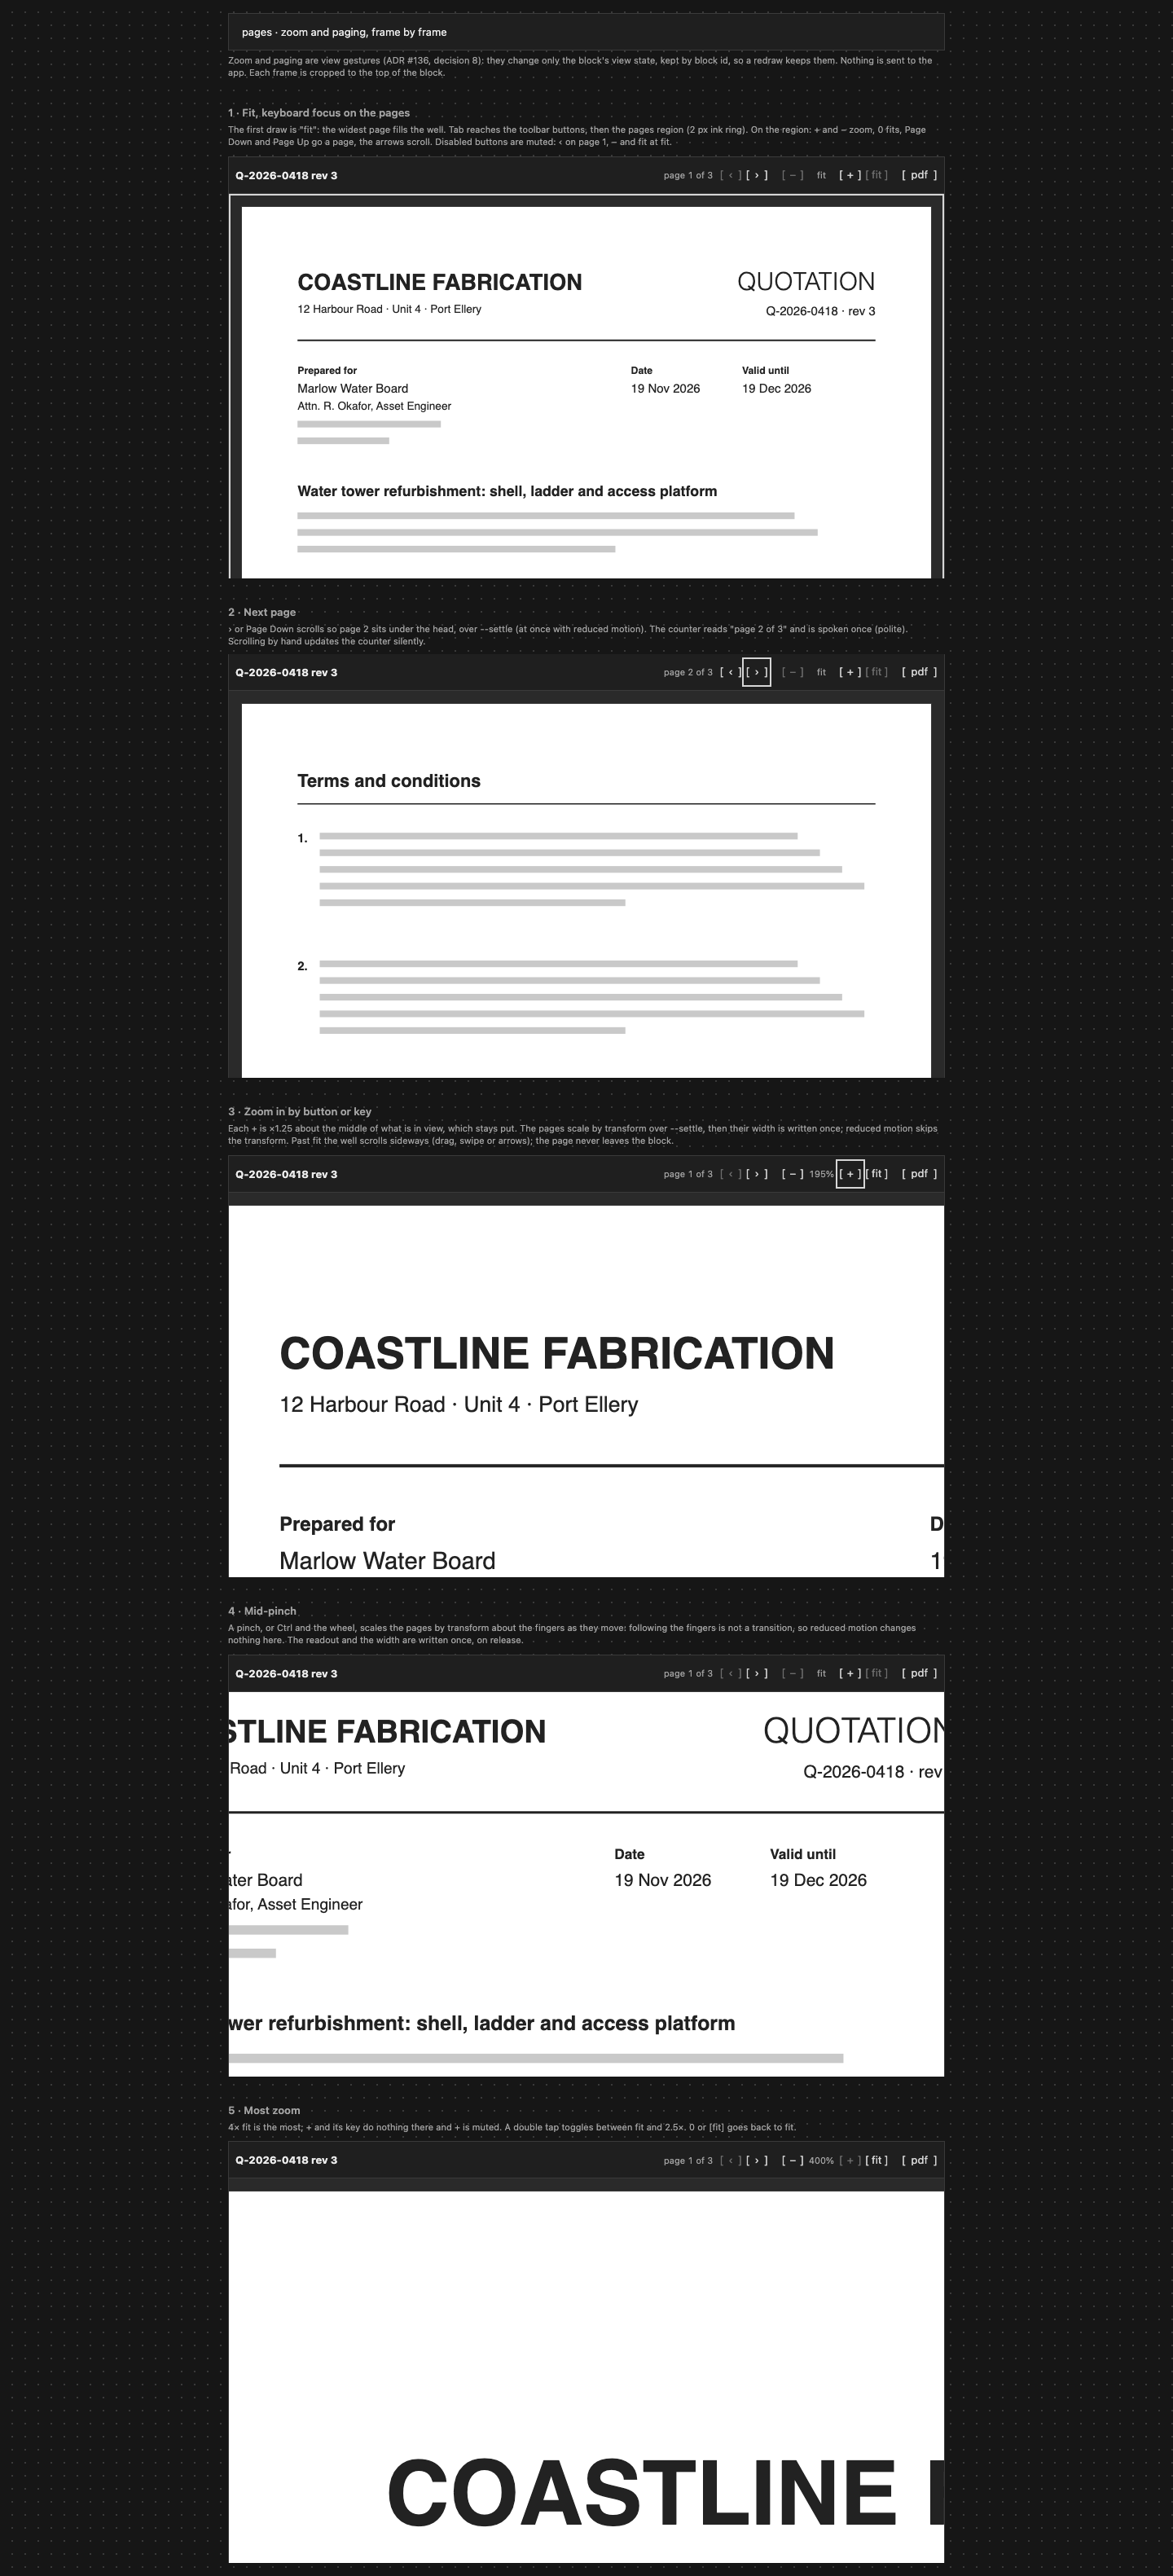 pages · zoom and paging, frame by frame
Zoom and paging are view gestures (ADR #136, decision 8): they change only the block's view state, kept by block id, so a redraw keeps them. Nothing is sent to the
app. Each frame is cropped to the top of the block.
1 · Fit, keyboard focus on the pages
The first draw is "fit": the widest page fills the well. Tab reaches the toolbar buttons, then the pages region (2 px ink ring). On the region: + and − zoom, 0 fits, Page
Down and Page Up go a page, the arrows scroll. Disabled buttons are muted: ‹ on page 1, − and fit at fit.
Q-2026-0418 rev 3 page 1 of 3 [ ‹ ] [ › ] [ − ] fit [ + ] [ fit ] [ pdf ]
COASTLINE FABRICATION QUOTATION
12 Harbour Road · Unit 4 · Port Ellery Q-2026-0418 · rev 3
Prepared for Date Valid until
Marlow Water Board 19 Nov 2026 19 Dec 2026
Attn. R. Okafor, Asset Engineer
Water tower refurbishment: shell, ladder and access platform
2 · Next page
› or Page Down scrolls so page 2 sits under the head, over --settle (at once with reduced motion). The counter reads "page 2 of 3" and is spoken once (polite).
Scrolling by hand updates the counter silently.
Q-2026-0418 rev 3 page 2 of 3 [ ‹ ] [ › ] [ − ] fit [ + ] [ fit ] [ pdf ]
Terms and conditions
1.
2.
3 · Zoom in by button or key
Each + is ×1.25 about the middle of what is in view, which stays put. The pages scale by transform over --settle, then their width is written once; reduced motion skips
the transform. Past fit the well scrolls sideways (drag, swipe or arrows); the page never leaves the block.
Q-2026-0418 rev 3 page 1 of 3 [ ‹ ] [ › ] [ − ] 195% [ + ] [ fit ] [ pdf ]
COASTLINE FABRICATION
12 Harbour Road · Unit 4 · Port Ellery
Prepared for D
Marlow Water Board 1
4 · Mid-pinch
A pinch, or Ctrl and the wheel, scales the pages by transform about the fingers as they move: following the fingers is not a transition, so reduced motion changes
nothing here. The readout and the width are written once, on release.
Q-2026-0418 rev 3 page 1 of 3 [ ‹ ] [ › ] [ − ] fit [ + ] [ fit ] [ pdf ]
STLINE FABRICATION QUOTATION
Road · Unit 4 · Port Ellery Q-2026-0418 · rev
Date Valid until
ater Board 19 Nov 2026 19 Dec 2026
afor, Asset Engineer
wer refurbishment: shell, ladder and access platform
5 · Most zoom
4× fit is the most; + and its key do nothing there and + is muted. A double tap toggles between fit and 2.5×. 0 or [fit] goes back to fit.
Q-2026-0418 rev 3 page 1 of 3 [ ‹ ] [ › ] [ − ] 400% [ + ] [ fit ] [ pdf ]
COASTLINE